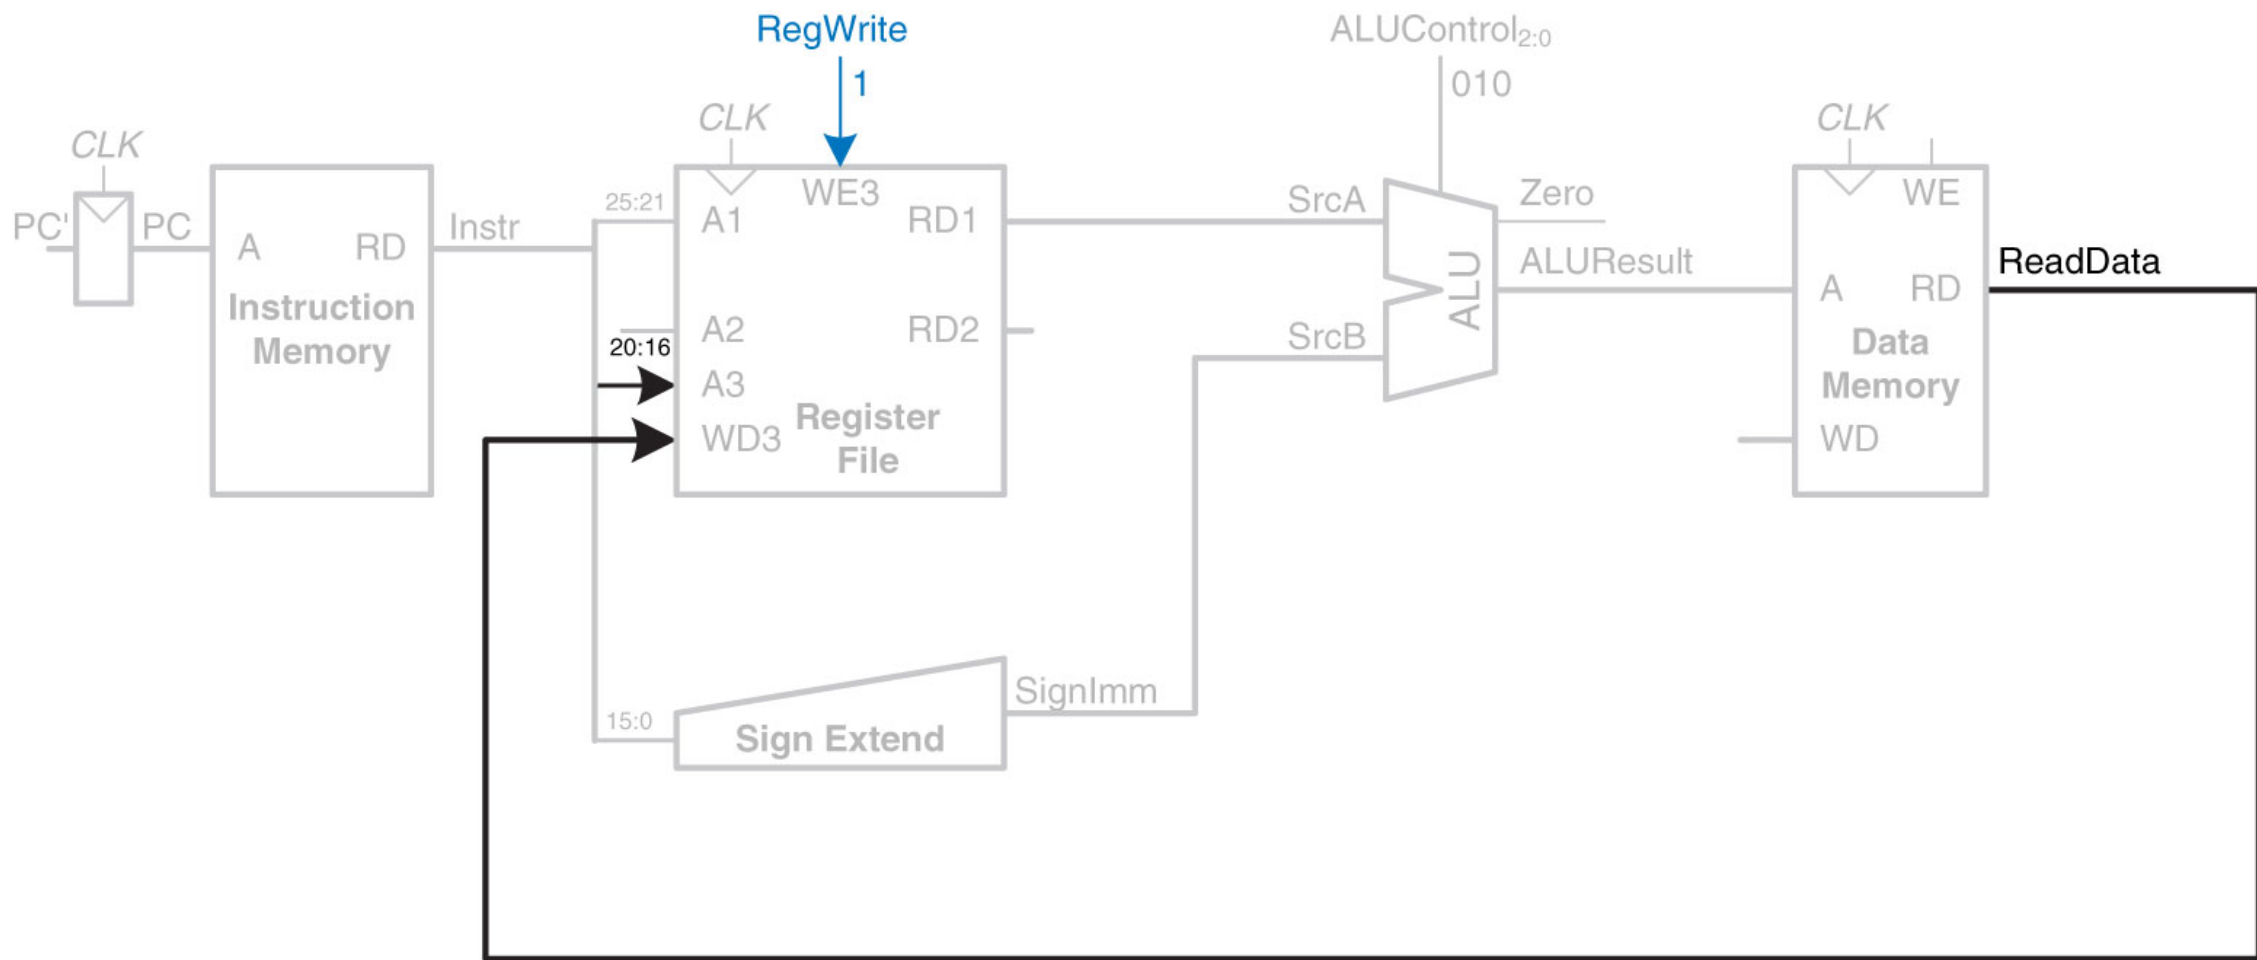 RegWrite
1
ALUControl2:0
010
CLK
PC'
PC
A
RD
Instruction
Memory
Instr
25:21
20:16
15:0
CLK
WE3
A1
RD1
A2
RD2
A3
WD3
Register
File
Sign Extend
SignImm
SrcA
SrcB
ALU
Zero
ALUResult
CLK
WE
A
RD
Data
Memory
WD
ReadData